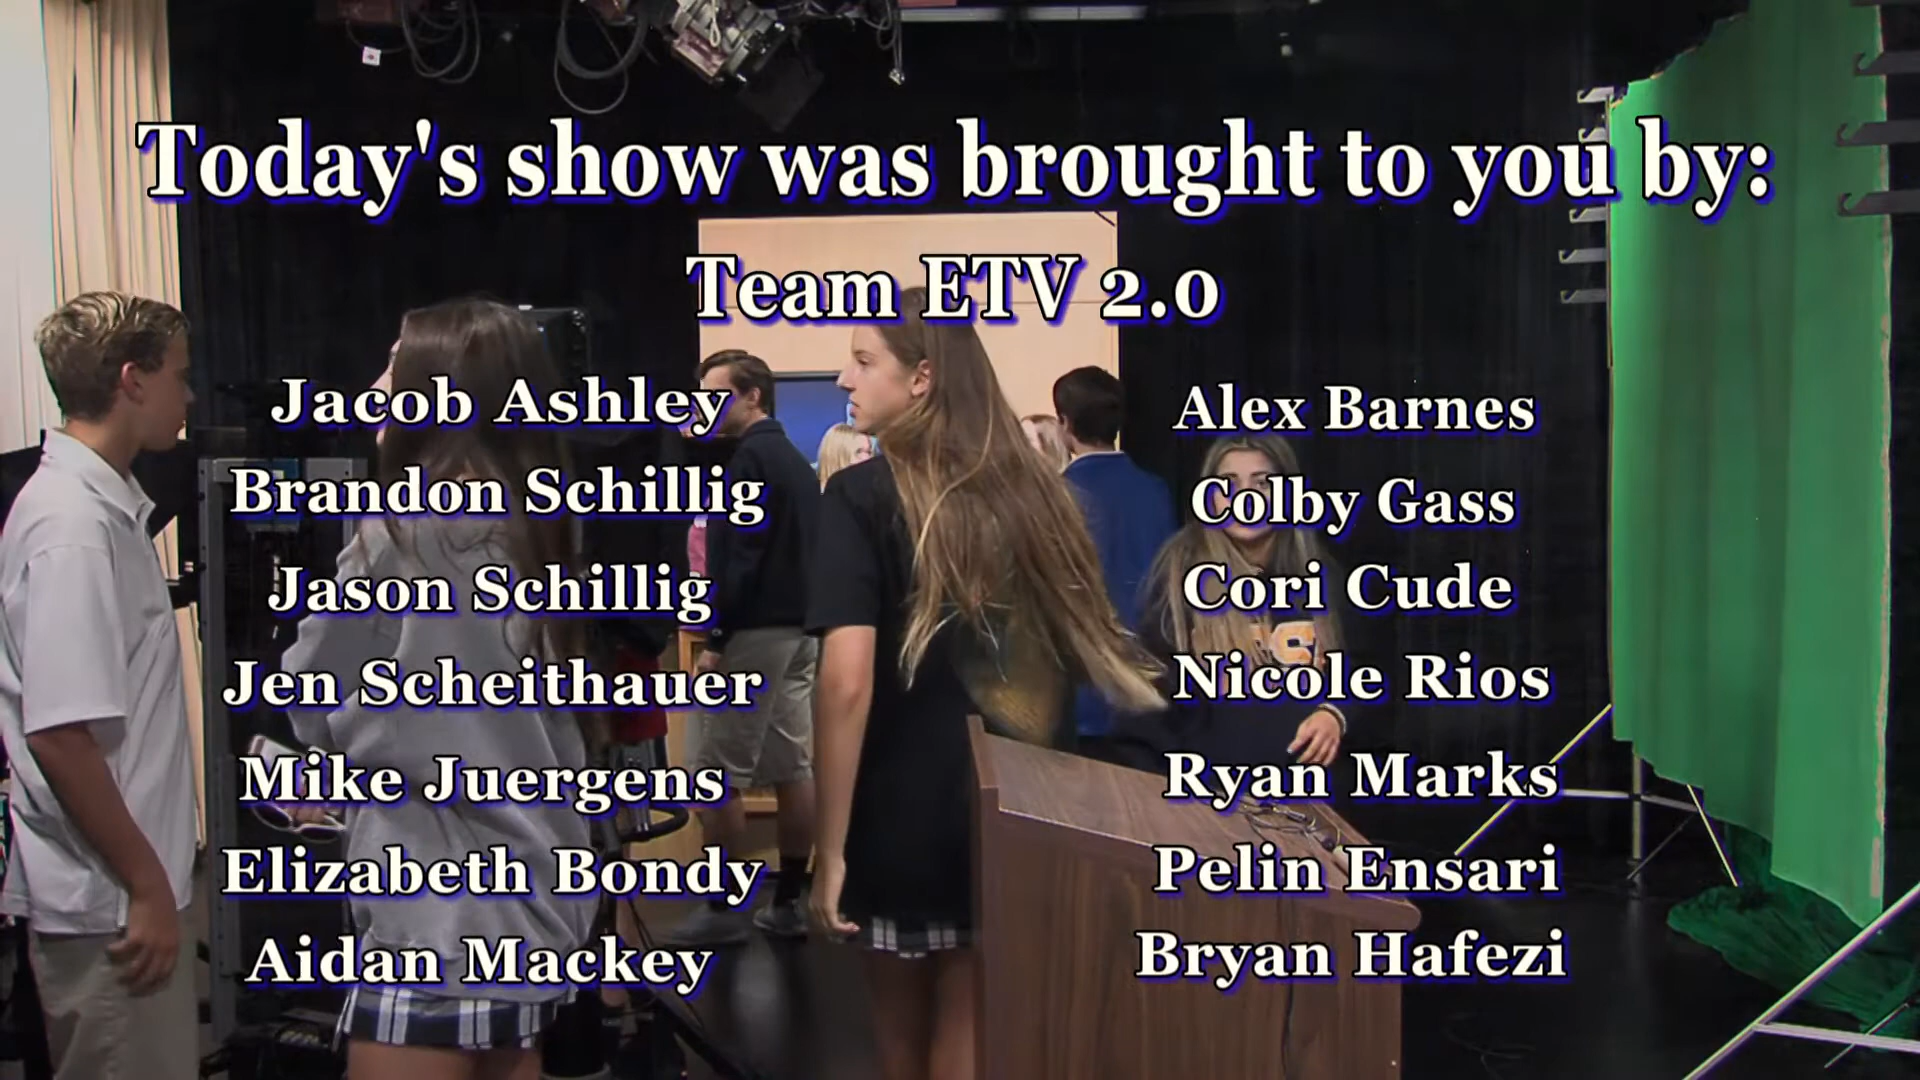 Today's show was brought to you by:
Team ETV 2.0
Jacob Ashley
Brandon Schillig
Jason Schillig
Jen Scheithauer
Mike Juergens
Elizabeth Bondy
Aidan Mackey
Alex Barnes
Colby Gass
Cori Cude
Nicole Rios
Ryan Marks
Pelin Ensari
Bryan Hafezi